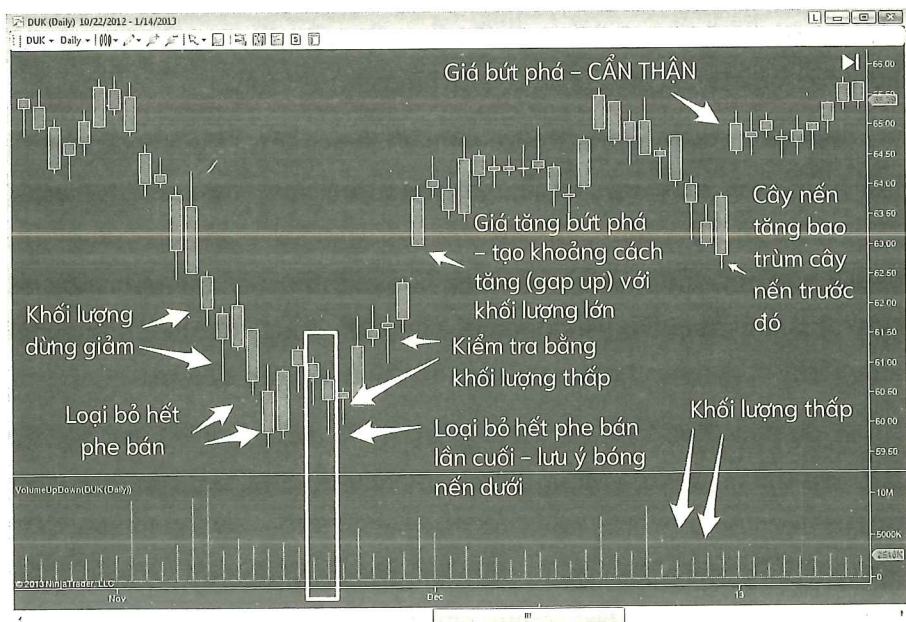 DUK (Daily) 10/22/2012 - 1/14/2013
L
DUK Daily
Giá bứt phá – CẨN THẬN
66.00
65.00
64.50
64.00
63.50
63.00
62.50
62.00
61.50
61.00
60.50
60.00
59.50
Cây nến
tăng bao
trùm cây
nến trước
đó
Giá tăng bứt phá
– tạo khoảng cách
tăng (gap up) với
khối lượng lớn
Khối lượng
dừng giảm
Kiểm tra bằng
khối lượng thấp
Loại bỏ hết
phe bán
Loại bỏ hết phe bán
lần cuối – lưu ý bóng
nến dưới
Khối lượng thấp
VolumeUpDown(DUK (Daily))
10M
5000K
0
© 2013 NinjaTrader, LLC
Nov
Dec
13